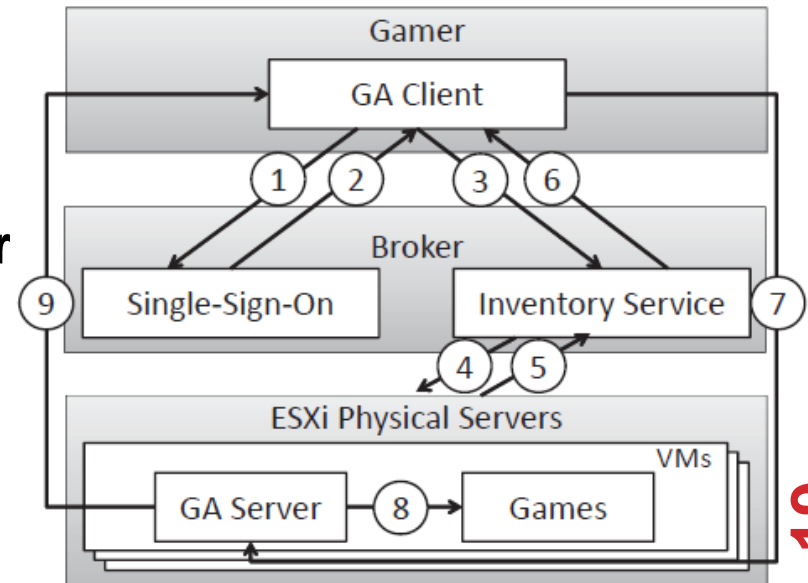 Gamer
GA Client
1 2 3 6
r
Broker
9 Single-Sign-On Inventory Service 7
4 5
ESXi Physical Servers
VMs
GA Server 8 Games